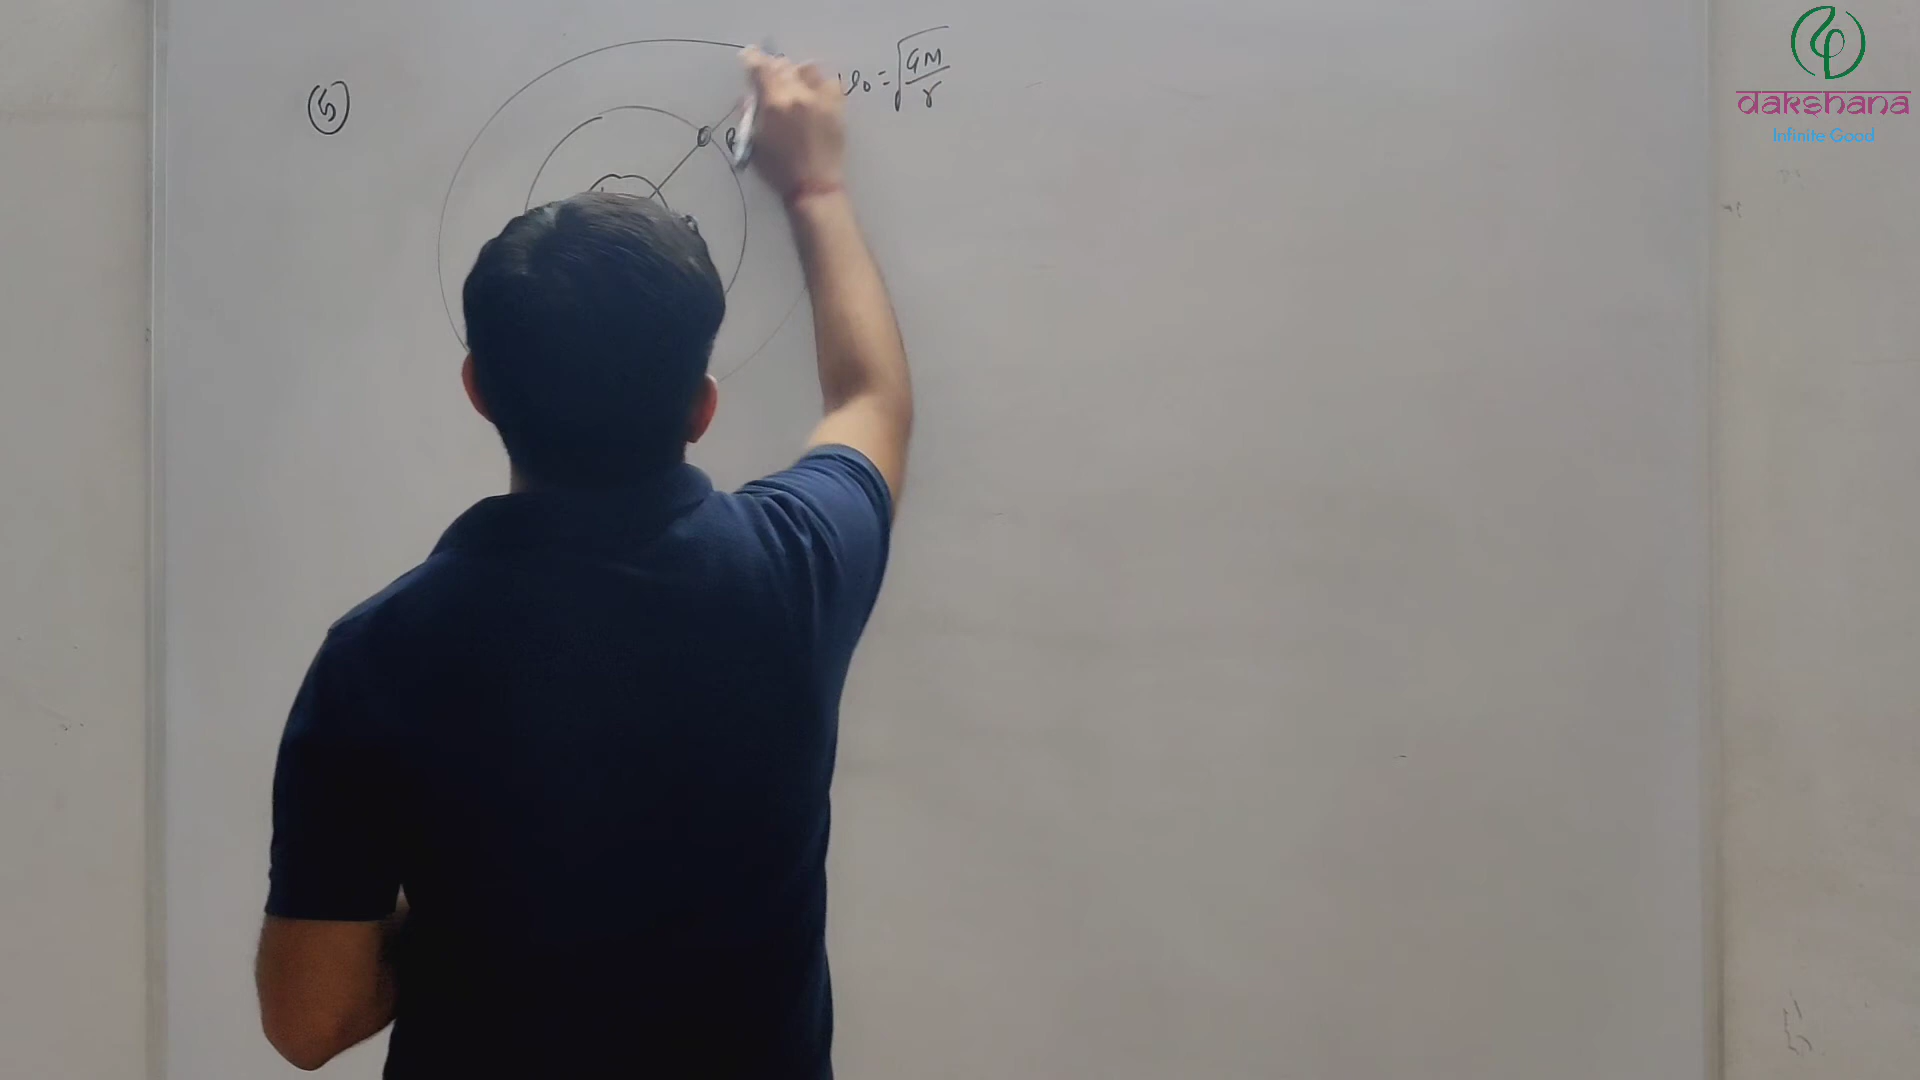 ⑤
v₀ = √(GM/r)
dakshana
Infinite Good